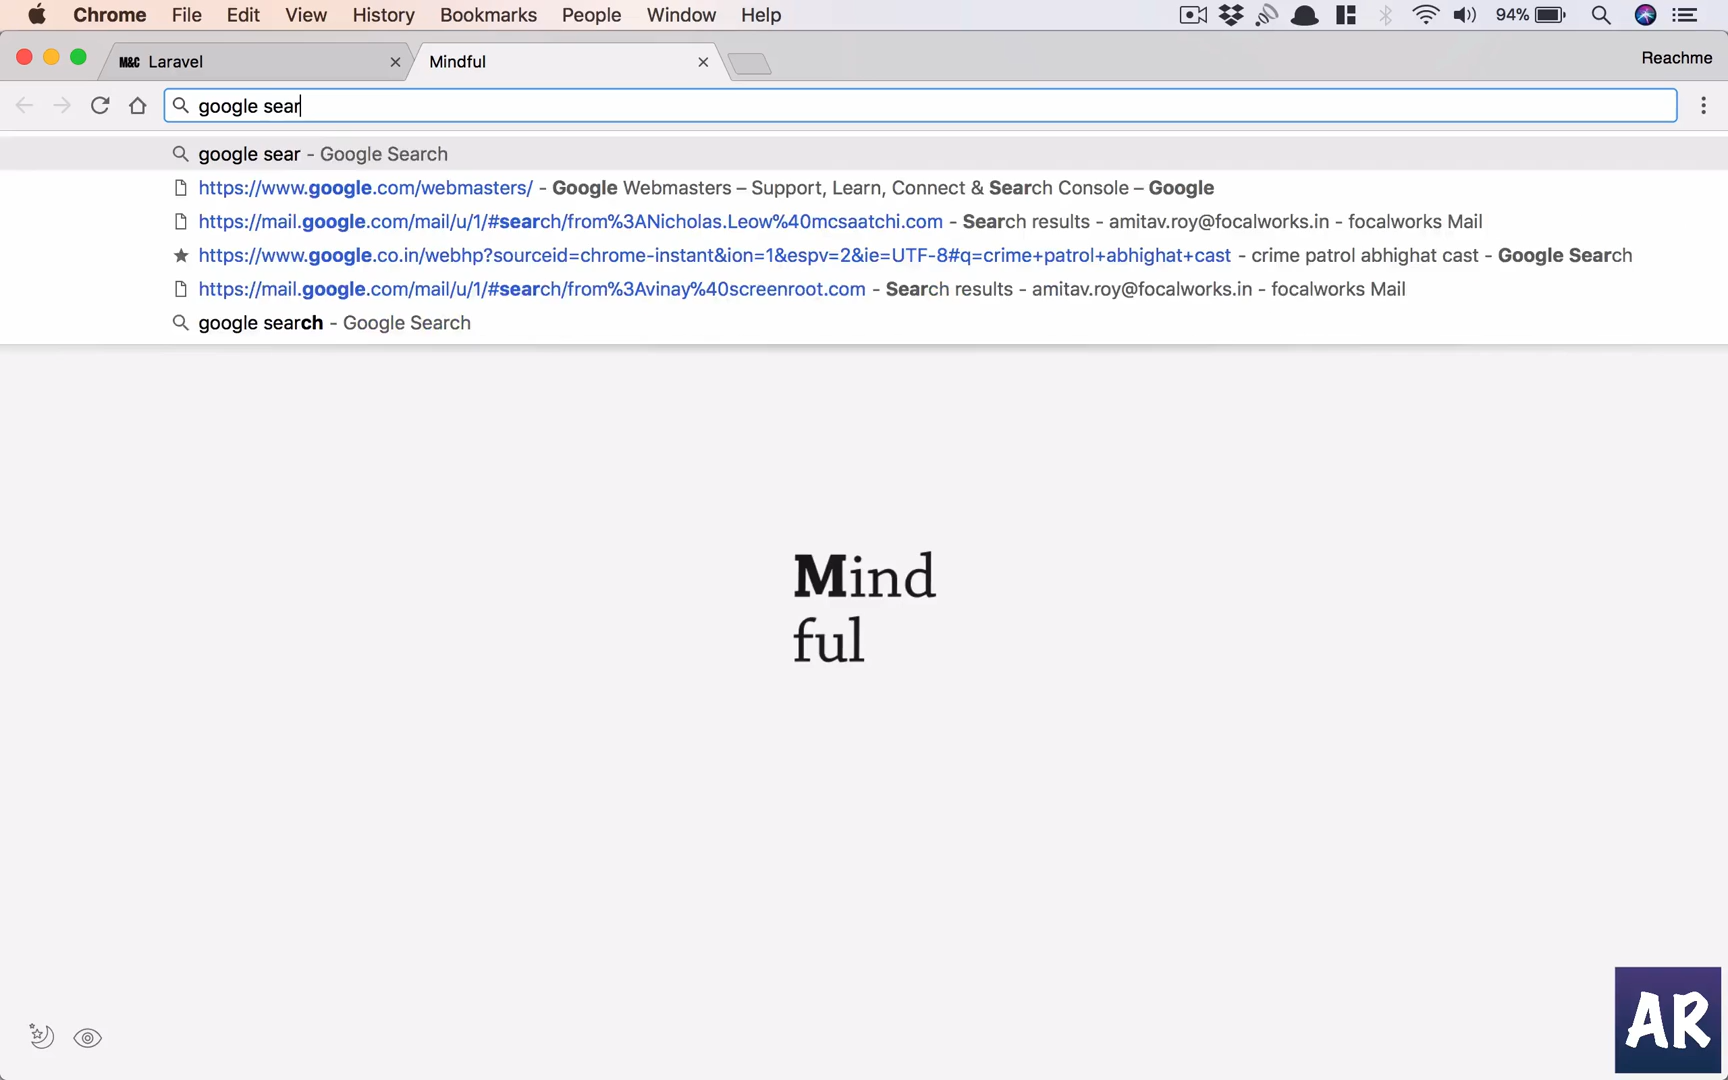 Chrome File Edit View History Bookmarks People Window Help 94%
M&C Laravel Mindful Reachme
google sear
google sear - Google Search
https://www.google.com/webmasters/ - Google Webmasters – Support, Learn, Connect & Search Console – Google
https://mail.google.com/mail/u/1/#search/from%3ANicholas.Leow%40mcsaatchi.com - Search results - amitav.roy@focalworks.in - focalworks Mail
https://www.google.co.in/webhp?sourceid=chrome-instant&ion=1&espv=2&ie=UTF-8#q=crime+patrol+abhighat+cast - crime patrol abhighat cast - Google Search
https://mail.google.com/mail/u/1/#search/from%3Avinay%40screenroot.com - Search results - amitav.roy@focalworks.in - focalworks Mail
google search - Google Search
Mind
ful
AR